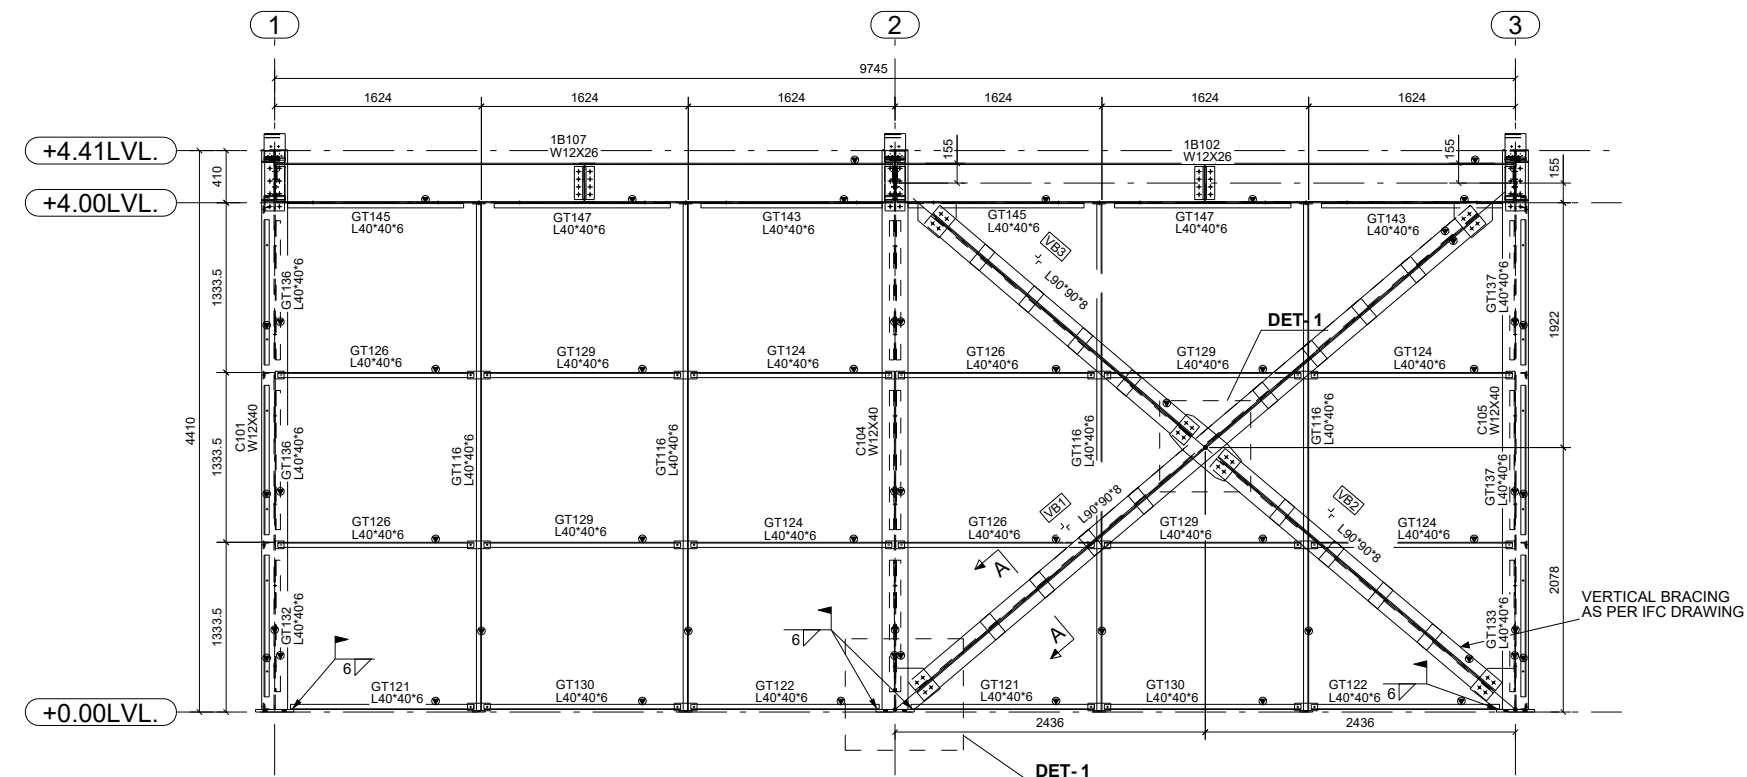 1
2
3
9745
1624
1624
1624
1624
1624
1624
+4.41LVL.
+4.00LVL.
+0.00LVL.
410
1333.5
1333.5
1333.5
4410
1B107
W12X26
155
1B102
W12X26
155
155
GT145
L40*40*6
GT147
L40*40*6
GT143
L40*40*6
GT145
L40*40*6
GT147
L40*40*6
GT143
L40*40*6
GT136
L40*40*6
VB3
L90*90*8
DET- 1
GT137
L40*40*6
1922
GT126
L40*40*6
GT129
L40*40*6
GT124
L40*40*6
GT126
L40*40*6
GT129
L40*40*6
GT124
L40*40*6
C101
W12X40
GT136
L40*40*6
GT116
L40*40*6
GT116
L40*40*6
C104
W12X40
GT116
L40*40*6
GT116
L40*40*6
C105
W12X40
GT137
L40*40*6
VB1
L90*90*8
VB2
L90*90*8
GT126
L40*40*6
GT129
L40*40*6
GT124
L40*40*6
GT126
L40*40*6
GT129
L40*40*6
GT124
L40*40*6
A
A
2078
GT132
L40*40*6
GT133
L40*40*6
VERTICAL BRACING
AS PER IFC DRAWING
6
6
6
GT121
L40*40*6
GT130
L40*40*6
GT122
L40*40*6
GT121
L40*40*6
GT130
L40*40*6
GT122
L40*40*6
2436
2436
DET- 1